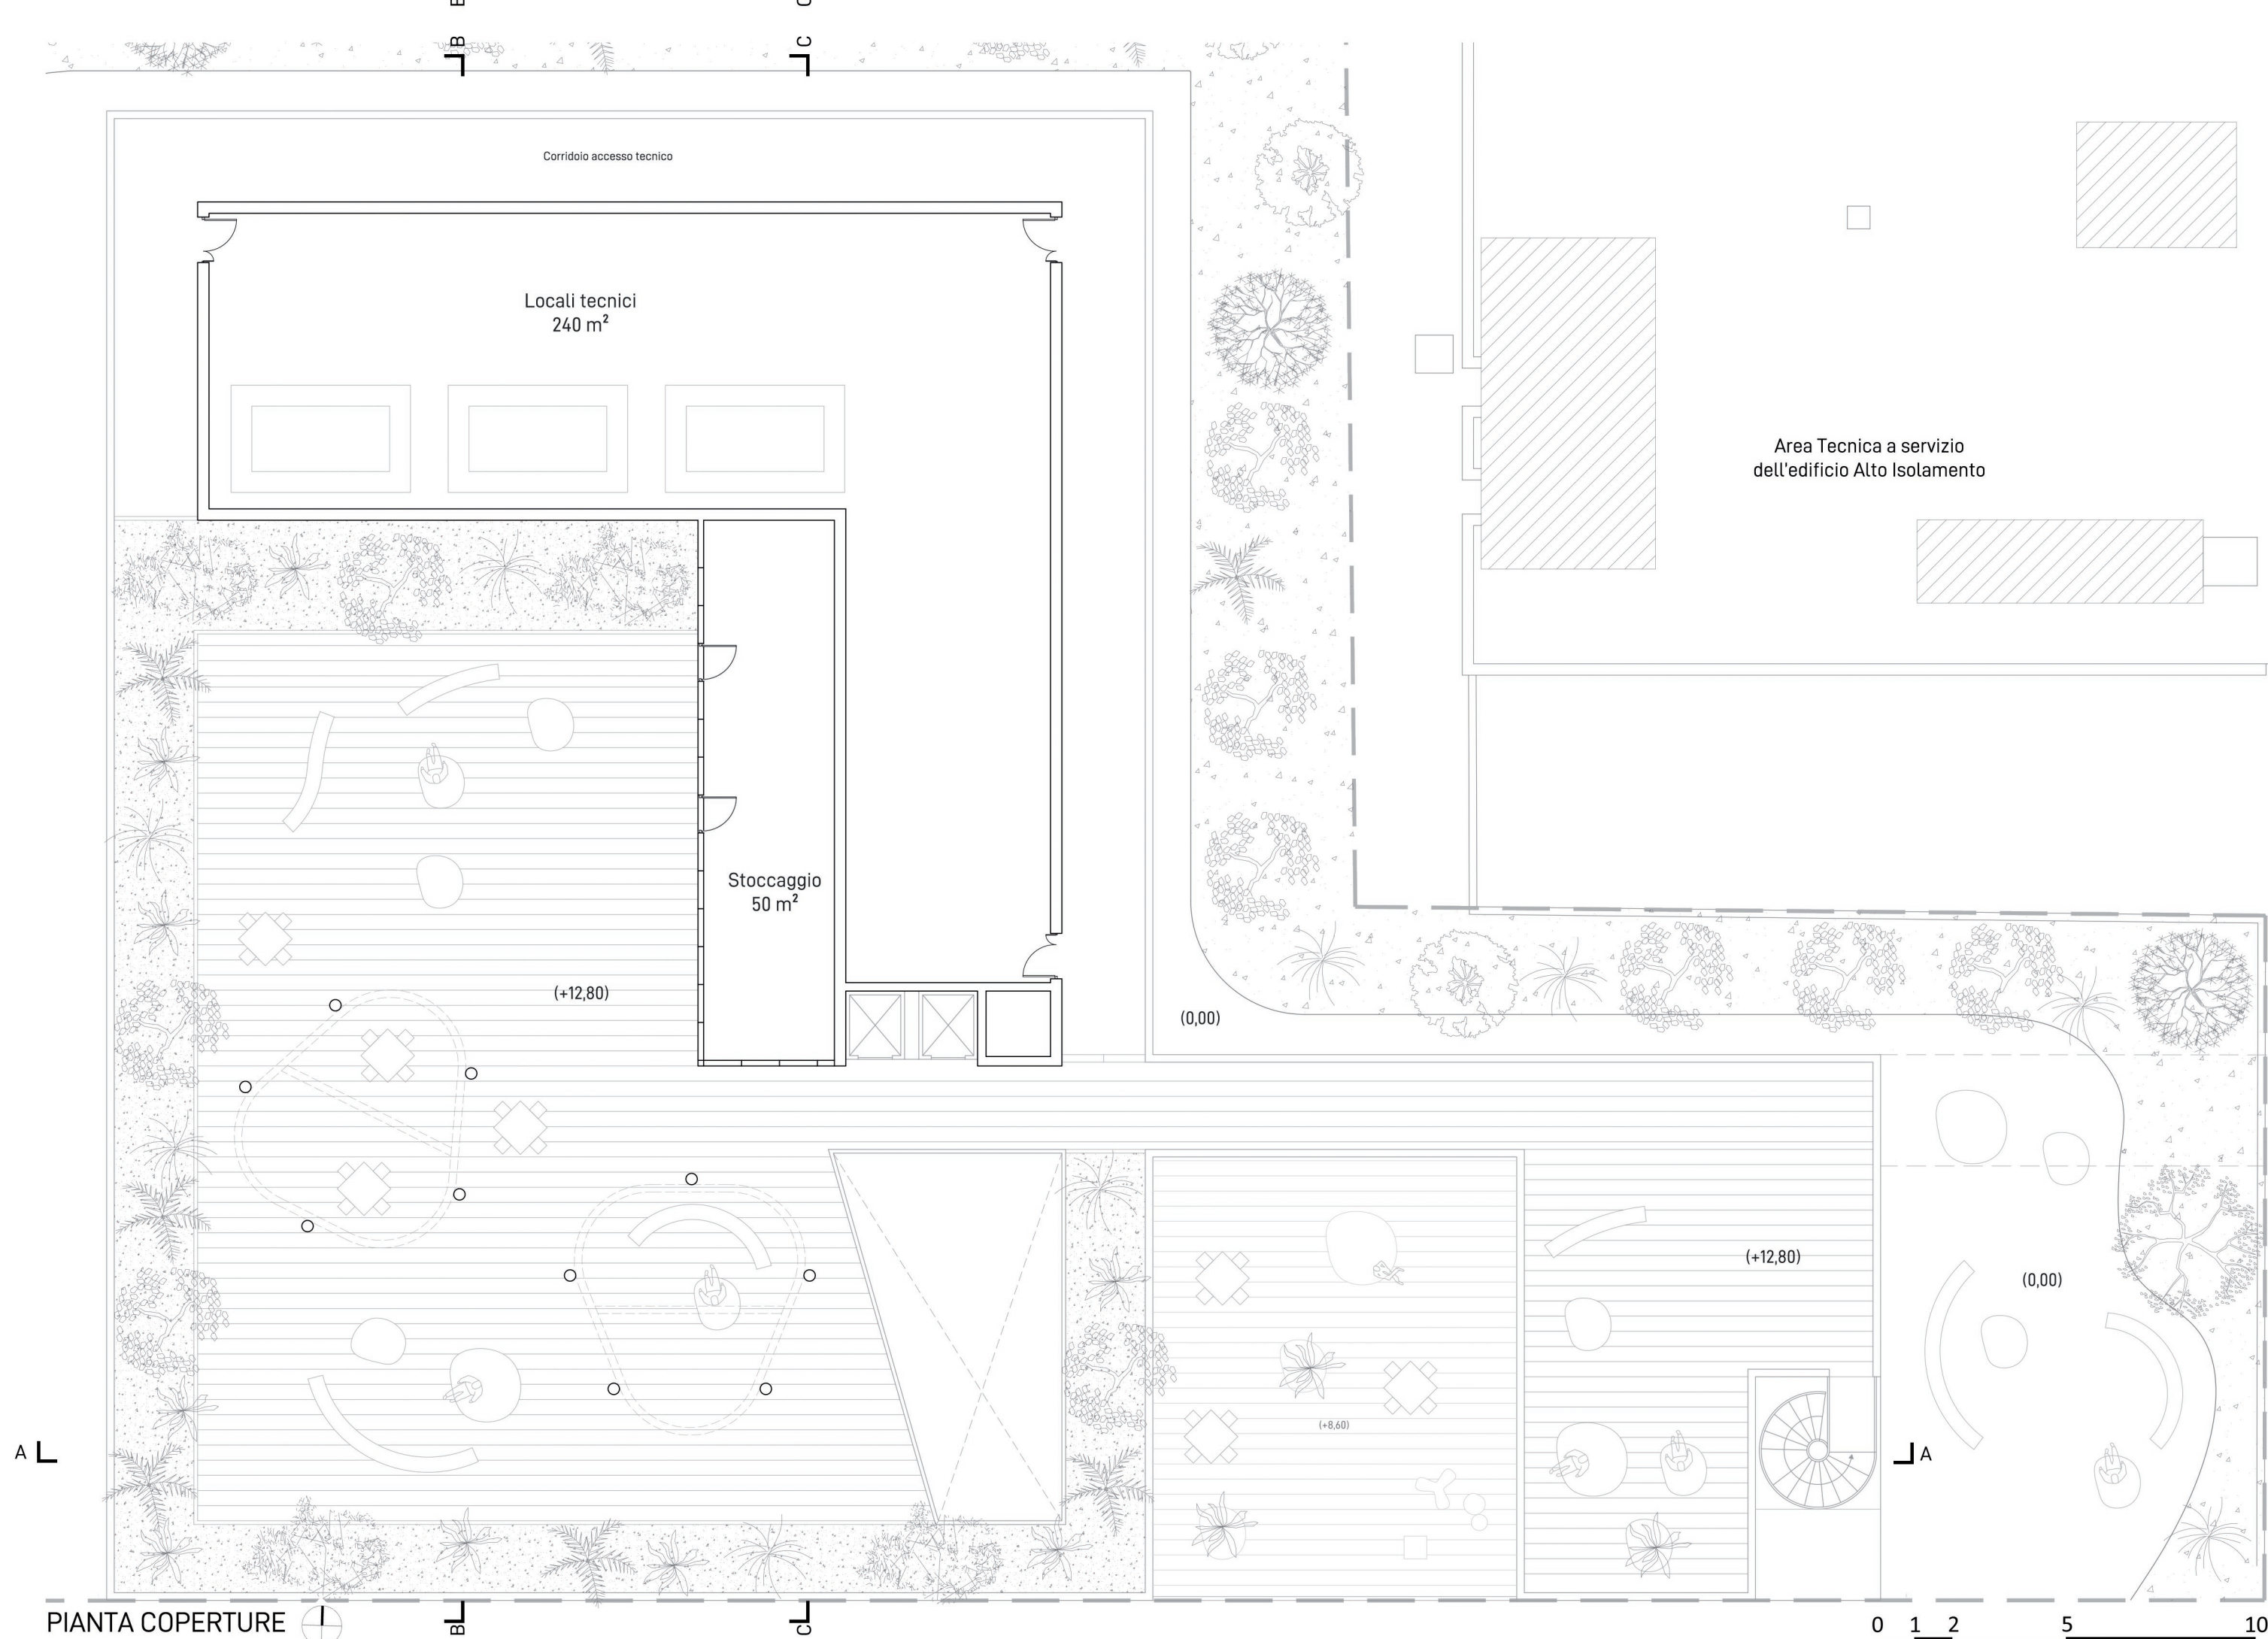 B
C
Corridoio accesso tecnico
Locali tecnici
240 m²
Area Tecnica a servizio
dell'edificio Alto Isolamento
Stoccaggio
50 m²
(+12,80)
(0,00)
(+12,80)
(0,00)
(+8,60)
A
A
PIANTA COPERTURE
B
C
0 1 2 5 10